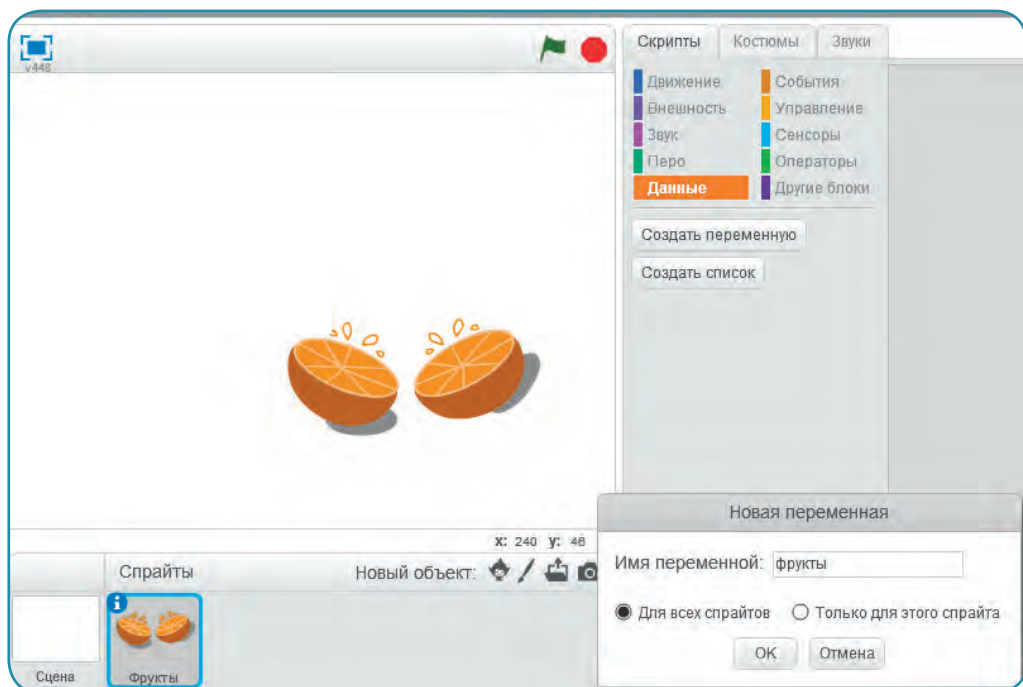 v448
Скрипты Костюмы Звуки
Движение События
Внешность Управление
Звук Сенсоры
Перо Операторы
Данные Другие блоки
Создать переменную
Создать список
x: 240 y: 46
Спрайты Новый объект:
Сцена Фрукты
Новая переменная
Имя переменной: фрукты
Для всех спрайтов Только для этого спрайта
OK Отмена